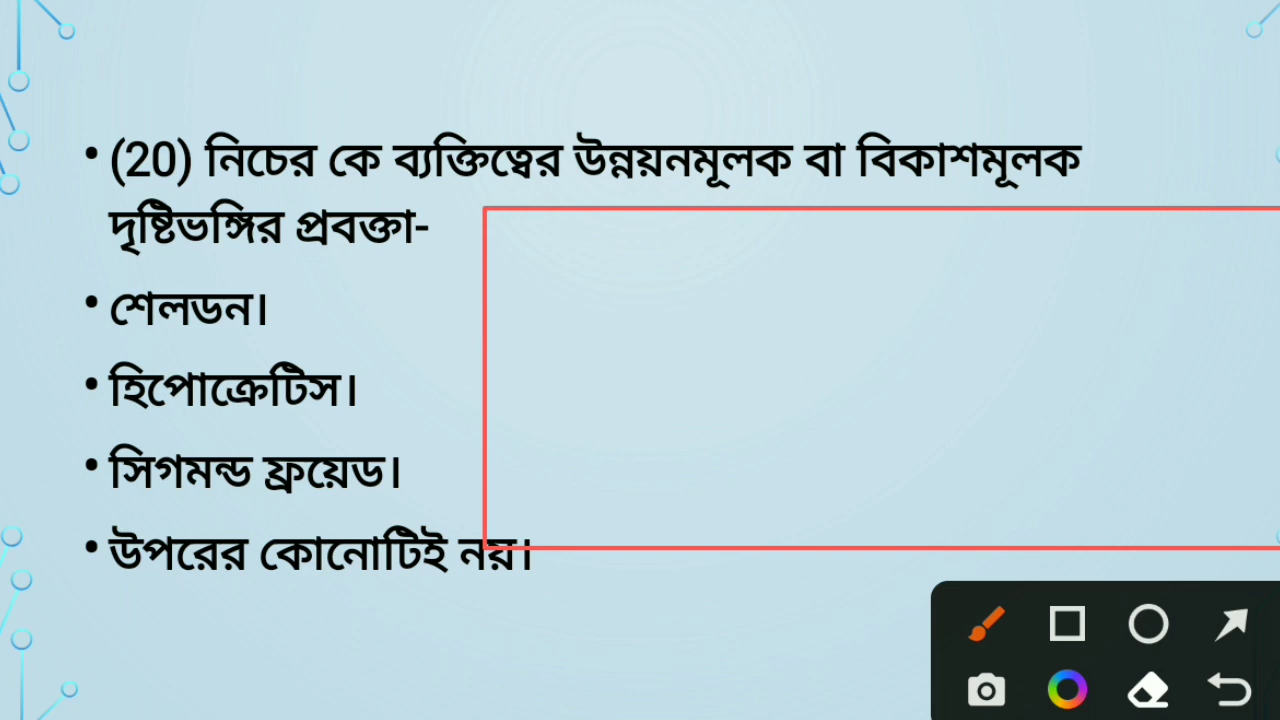 • (20) নিচের কে ব্যক্তিত্বের উন্নয়নমূলক বা বিকাশমূলক
দৃষ্টিভঙ্গির প্রবক্তা-
• শেলডন।
• হিপোক্রেটিস।
• সিগমন্ড ফ্রয়েড।
• উপরের কোনোটিই নয়।